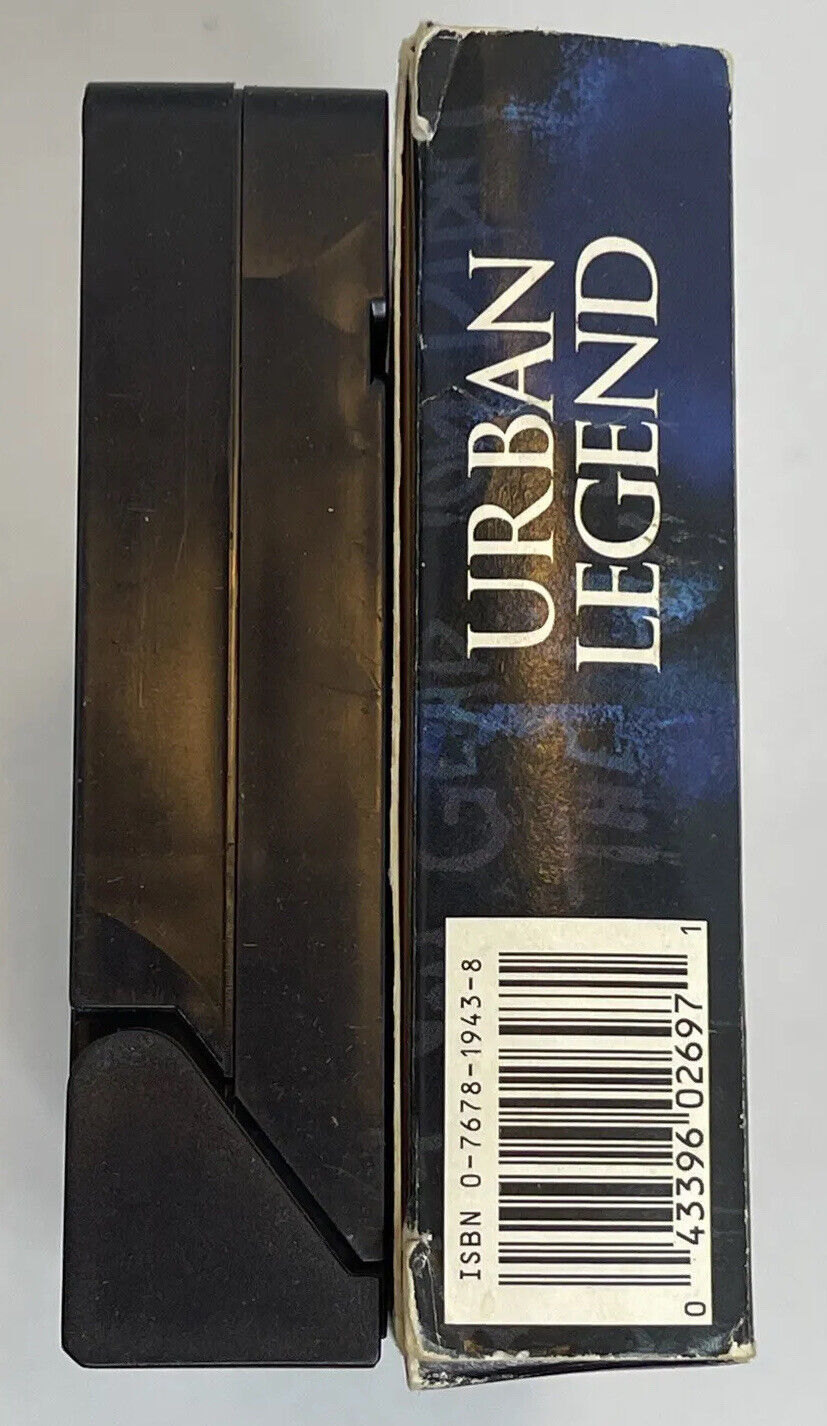 URBAN
LEGEND
ISBN 0-7678-1943-8
0 43396 02697 1